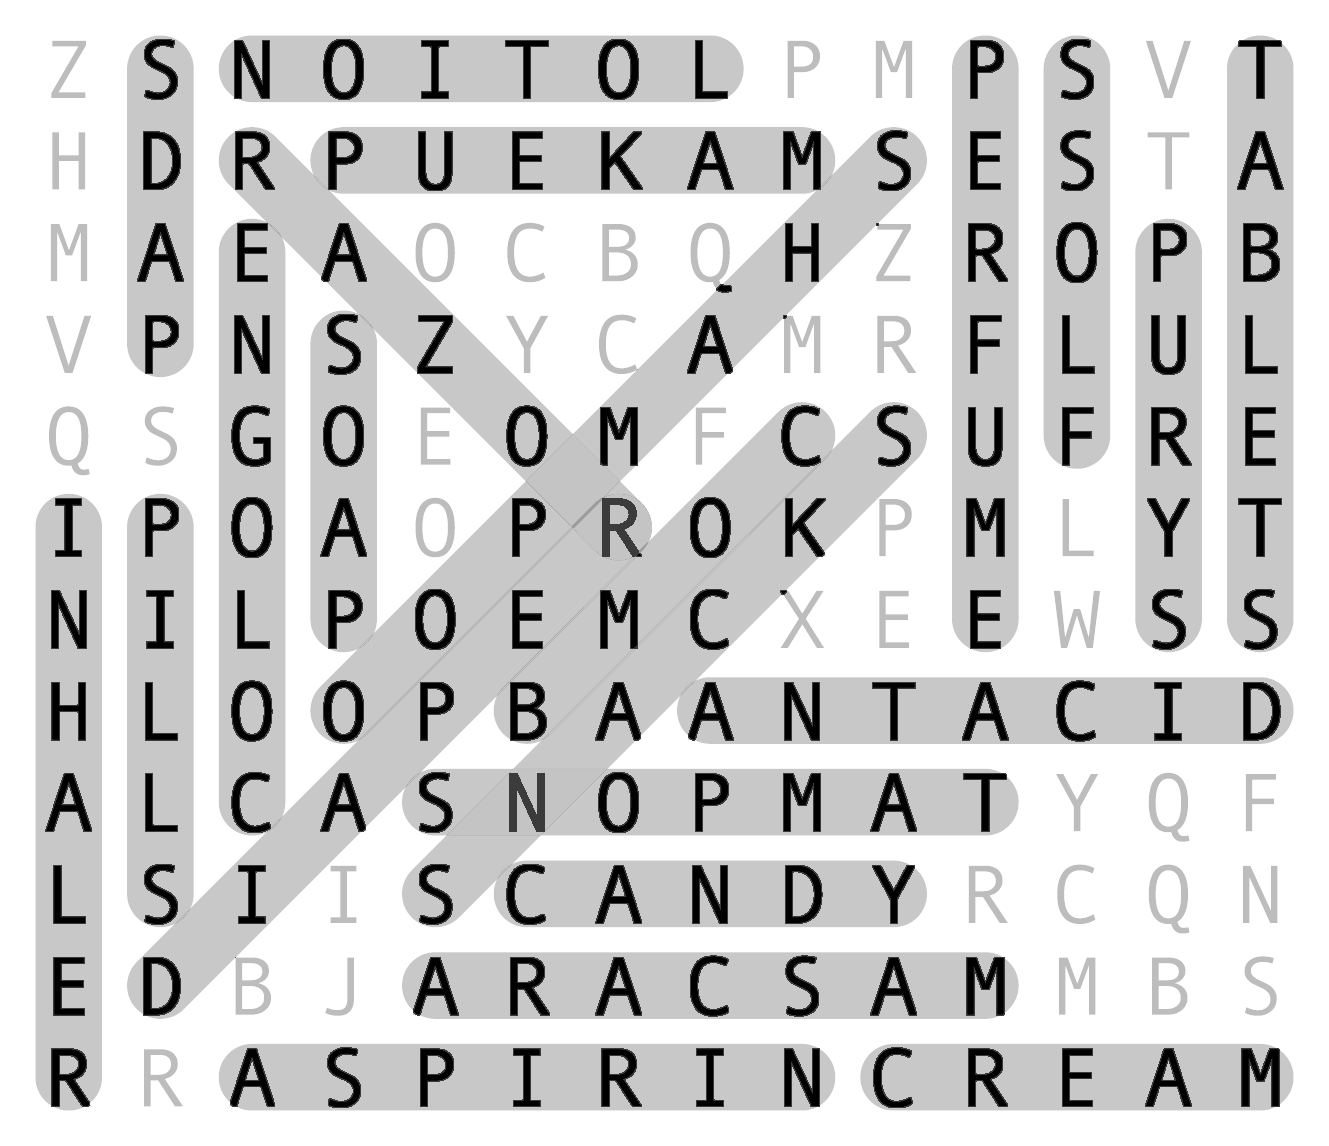 Z S N O I T O L P M P S V T
H D R P U E K A M S E S T A
M A E A O C B Q H Z R O P B
V P N S Z Y C A M R F L U L
Q S G O E O M F C S U F R E
I P O A O P R O K P M L Y T
N I L P O E M C X E E W S S
H L O O P B A A N T A C I D
A L C A S N O P M A T Y Q F
L S I I S C A N D Y R C Q N
E D B J A R A C S A M M B S
R R A S P I R I N C R E A M